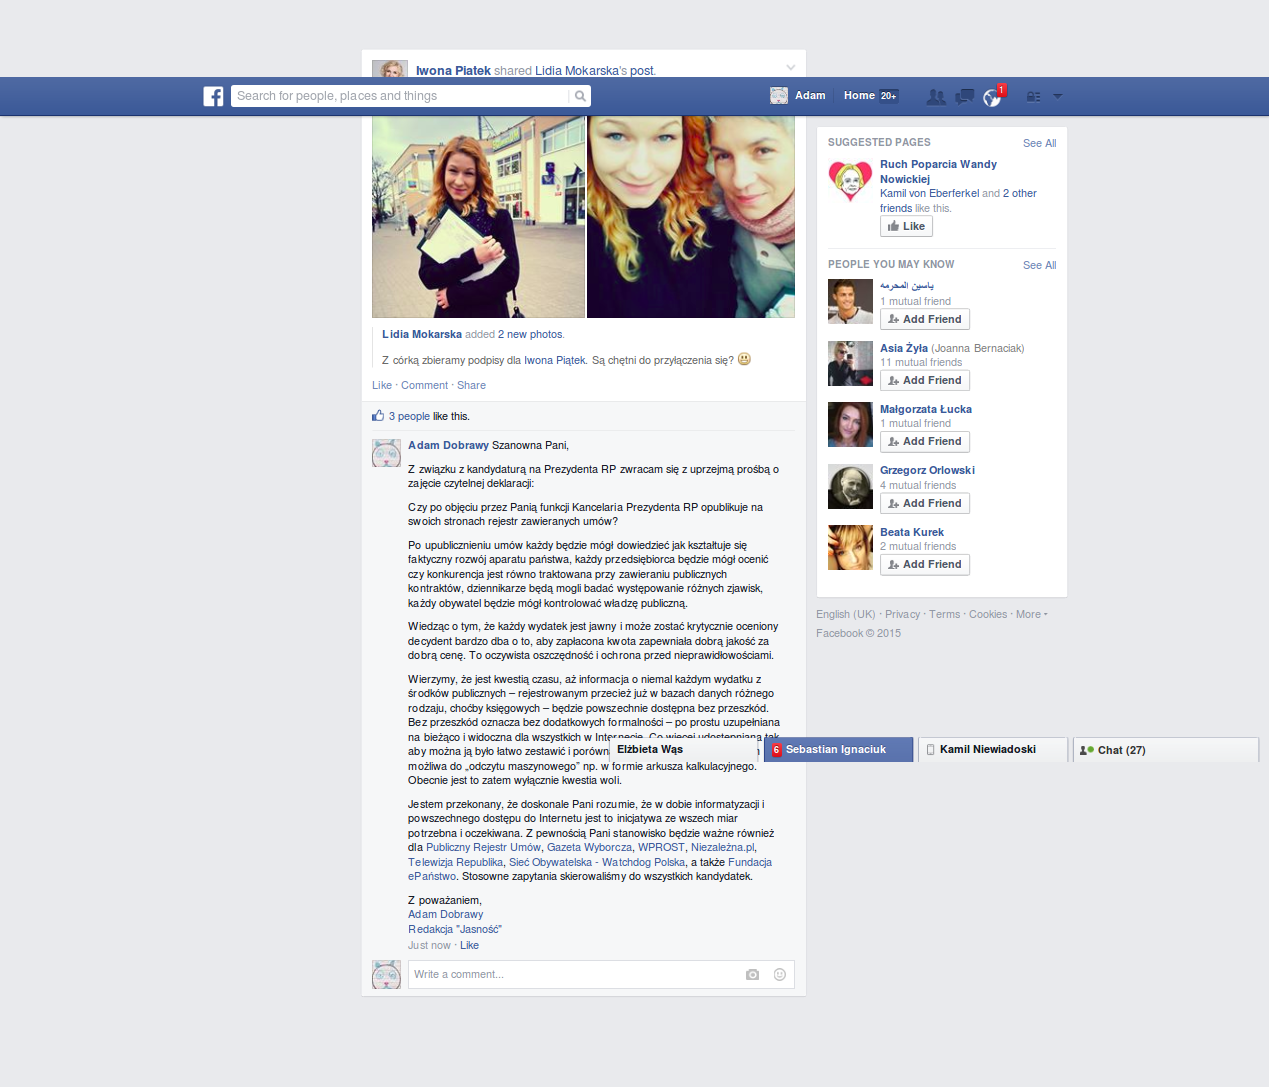 Iwona Piątek shared Lidia Mokarska's post.
Search for people, places and things
Adam
Home 20+
1
Lidia Mokarska added 2 new photos.
Z córką zbieramy podpisy dla Iwona Piątek. Są chętni do przyłączenia się?
Like · Comment · Share
3 people like this.
Adam Dobrawy Szanowna Pani,
Z związku z kandydaturą na Prezydenta RP zwracam się z uprzejmą prośbą o
zajęcie czytelnej deklaracji:
Czy po objęciu przez Panią funkcji Kancelaria Prezydenta RP opublikuje na
swoich stronach rejestr zawieranych umów?
Po upublicznieniu umów każdy będzie mógł dowiedzieć jak kształtuje się
faktyczny rozwój aparatu państwa, każdy przedsiębiorca będzie mógł ocenić
czy konkurencja jest równo traktowana przy zawieraniu publicznych
kontraktów, dziennikarze będą mogli badać występowanie różnych zjawisk,
każdy obywatel będzie mógł kontrolować władzę publiczną.
Wiedząc o tym, że każdy wydatek jest jawny i może zostać krytycznie oceniony
decydent bardzo dba o to, aby zapłacona kwota zapewniała dobrą jakość za
dobrą cenę. To oczywista oszczędność i ochrona przed nieprawidłowościami.
Wierzymy, że jest kwestią czasu, aż informacja o niemal każdym wydatku z
środków publicznych – rejestrowanym przecież już w bazach danych różnego
rodzaju, choćby księgowych – będzie powszechnie dostępna bez przeszkód.
Bez przeszkód oznacza bez dodatkowych formalności – po prostu uzupełniana
na bieżąco i widoczna dla wszystkich w Internecie. Co więcej udostępniana tak,
aby można ją było łatwo zestawić i porówn
możliwa do „odczytu maszynowego” np. w formie arkusza kalkulacyjnego.
Obecnie jest to zatem wyłącznie kwestia woli.
Jestem przekonany, że doskonale Pani rozumie, że w dobie informatyzacji i
powszechnego dostępu do Internetu jest to inicjatywa ze wszech miar
potrzebna i oczekiwana. Z pewnością Pani stanowisko będzie ważne również
dla Publiczny Rejestr Umów, Gazeta Wyborcza, WPROST, Niezależna.pl,
Telewizja Republika, Sieć Obywatelska - Watchdog Polska, a także Fundacja
ePaństwo. Stosowne zapytania skierowaliśmy do wszystkich kandydatek.
Z poważaniem,
Adam Dobrawy
Redakcja "Jasność"
Just now · Like
Write a comment...
SUGGESTED PAGES
See All
Ruch Poparcia Wandy
Nowickiej
Kamil von Eberferkel and 2 other
friends like this.
Like
PEOPLE YOU MAY KNOW
See All
ياسين المحرمه
1 mutual friend
Add Friend
Asia Żyła (Joanna Bernaciak)
11 mutual friends
Add Friend
Małgorzata Łucka
1 mutual friend
Add Friend
Grzegorz Orlowski
4 mutual friends
Add Friend
Beata Kurek
2 mutual friends
Add Friend
English (UK) · Privacy · Terms · Cookies · More
Facebook © 2015
Elżbieta Wąs
6 Sebastian Ignaciuk
Kamil Niewiadoski
Chat (27)